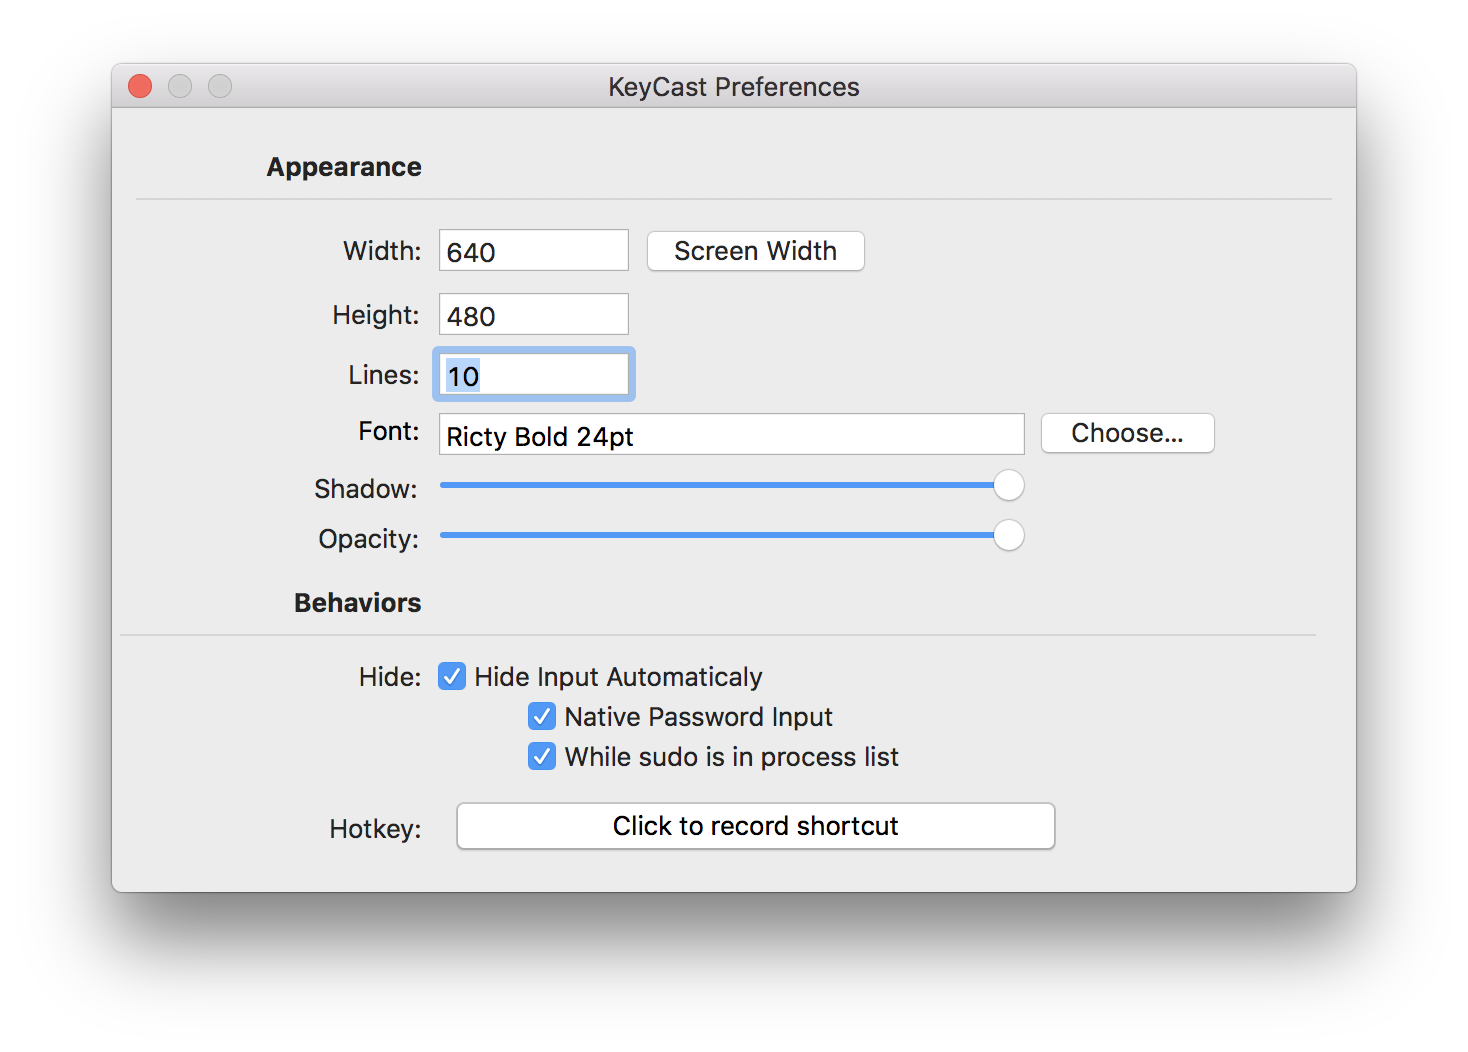 KeyCast Preferences
Appearance
Width: 640 Screen Width
Height: 480
Lines: 10
Font: Ricty Bold 24pt Choose...
Shadow:
Opacity:
Behaviors
Hide: Hide Input Automaticaly
Native Password Input
While sudo is in process list
Hotkey: Click to record shortcut